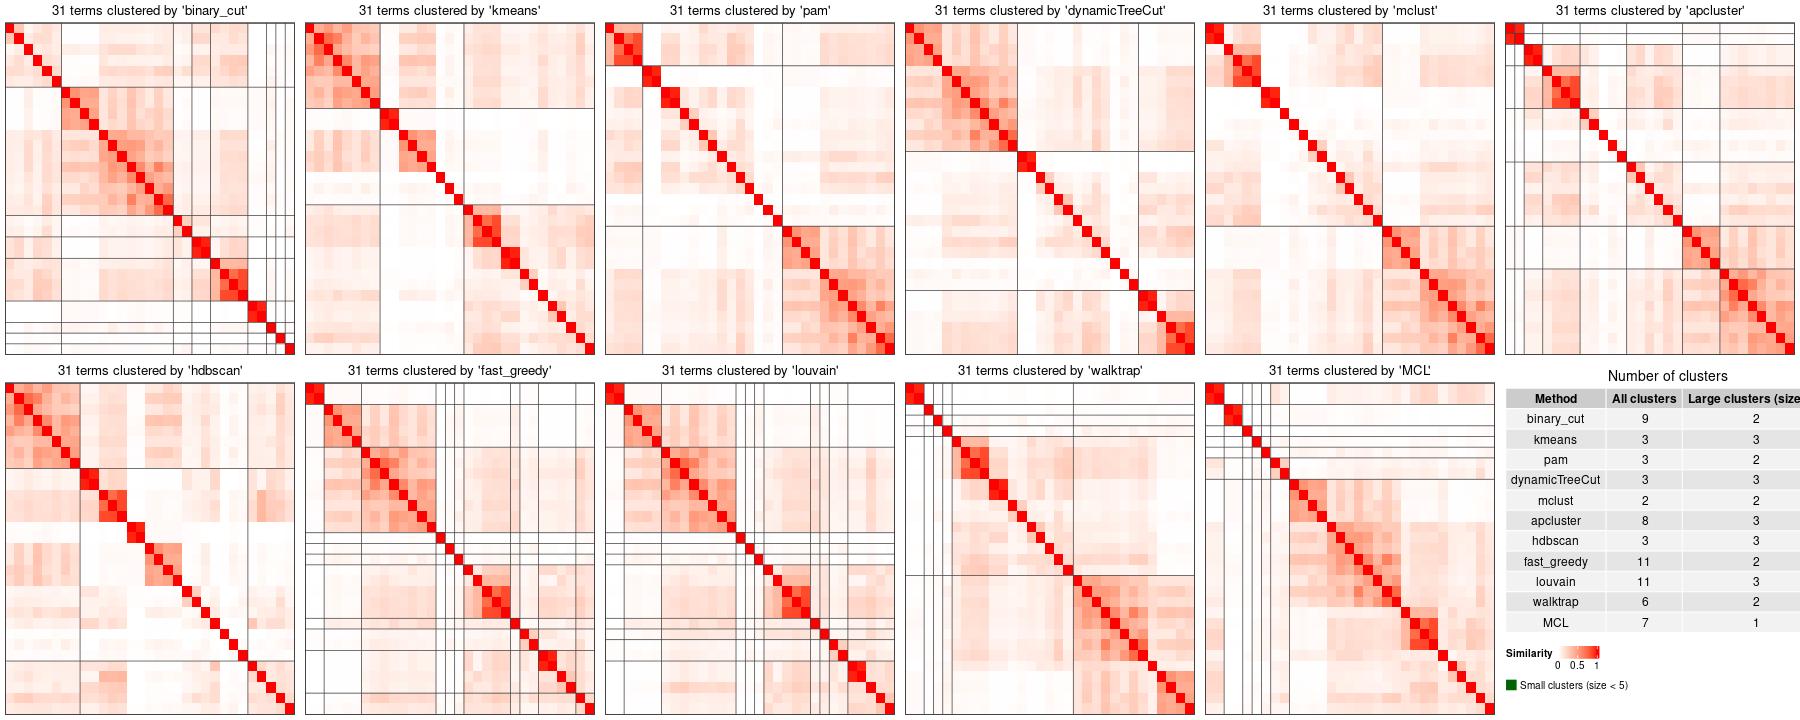 31 terms clustered by 'binary_cut'
31 terms clustered by 'kmeans'
31 terms clustered by 'pam'
31 terms clustered by 'dynamicTreeCut'
31 terms clustered by 'mclust'
31 terms clustered by 'apcluster'
31 terms clustered by 'hdbscan'
31 terms clustered by 'fast_greedy'
31 terms clustered by 'louvain'
31 terms clustered by 'walktrap'
31 terms clustered by 'MCL'
Number of clusters
Method All clusters Large clusters (size
binary_cut 9 2
kmeans 3 3
pam 3 2
dynamicTreeCut 3 3
mclust 2 2
apcluster 8 3
hdbscan 3 3
fast_greedy 11 2
louvain 11 3
walktrap 6 2
MCL 7 1
Similarity
0 0.5 1
Small clusters (size < 5)